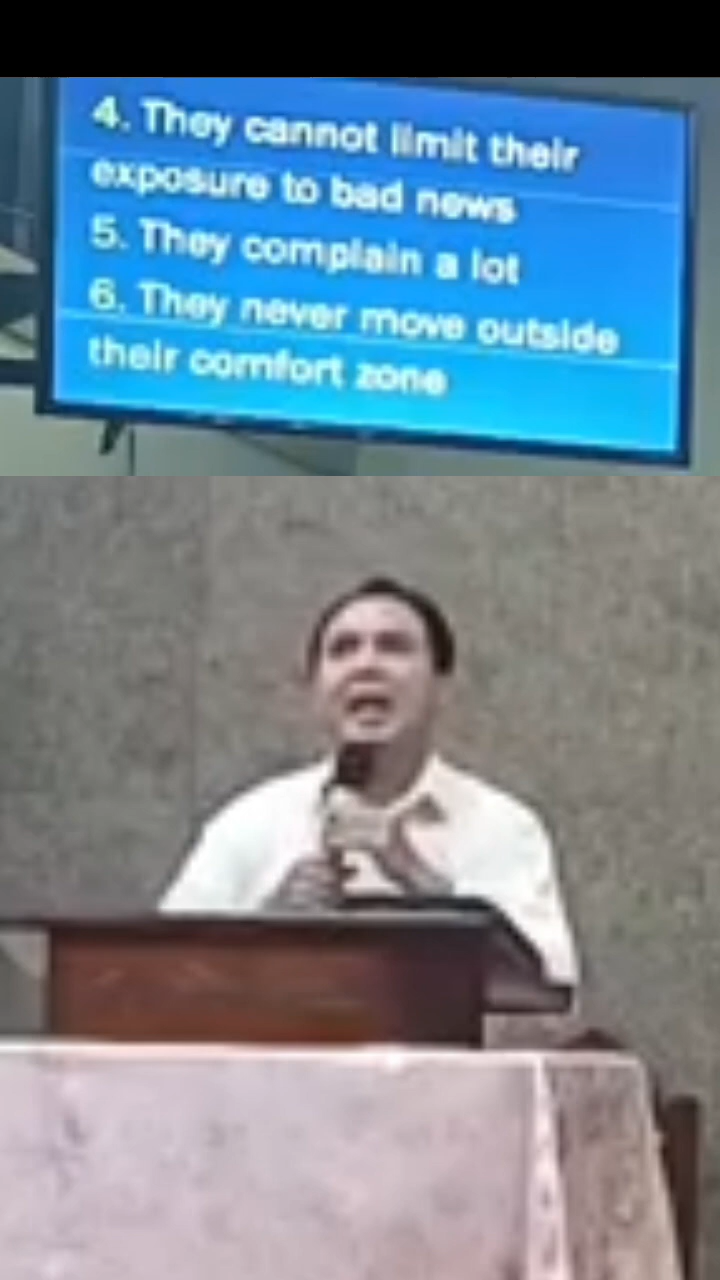 4. They cannot limit their
exposure to bad news
5. They complain a lot
6. They never move outside
their comfort zone